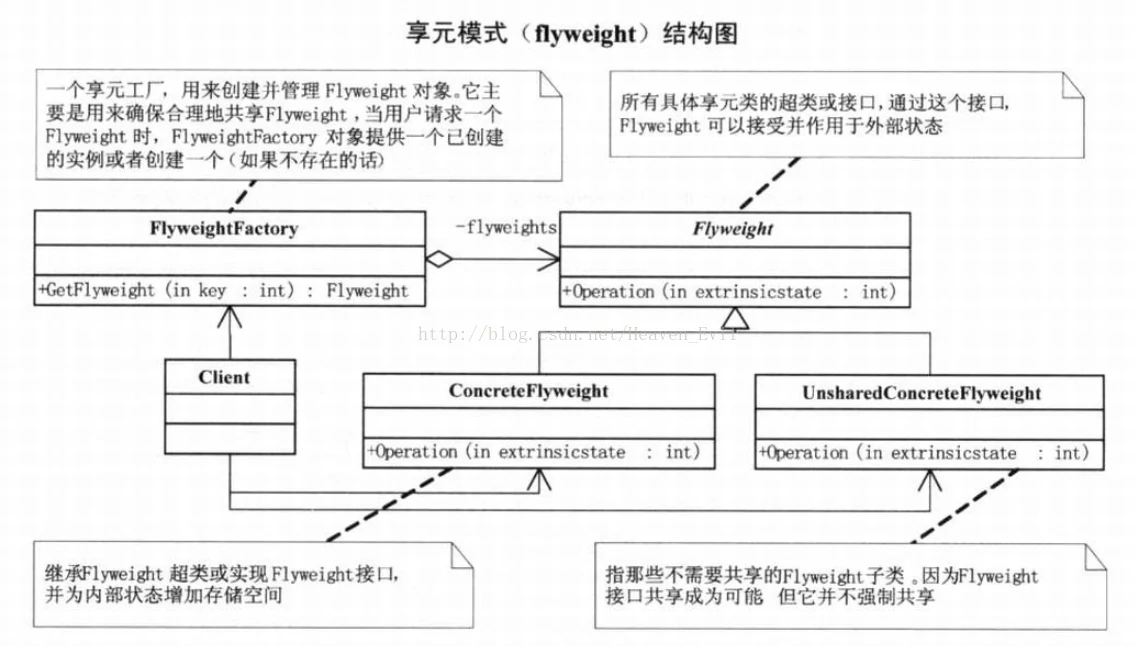 享元模式（flyweight）结构图
一个享元工厂，用来创建并管理Flyweight 对象。它主
要是用来确保合理地共享Flyweight，当用户请求一个
Flyweight 时，FlyweightFactory 对象提供一个已创建
的实例或者创建一个（如果不存在的话）
所有具体享元类的超类或接口，通过这个接口，
Flyweight 可以接受并作用于外部状态
FlyweightFactory
+GetFlyweight(in key : int) : Flyweight
-flyweights
Flyweight
+Operation(in extrinsicstate : int)
http://blog.csdn.net/Heaven_Evil
Client
ConcreteFlyweight
+Operation(in extrinsicstate : int)
UnsharedConcreteFlyweight
+Operation(in extrinsicstate : int)
继承Flyweight 超类或实现Flyweight接口，
并为内部状态增加存储空间
指那些不需要共享的Flyweight子类。因为Flyweight
接口共享成为可能 但它并不强制共享